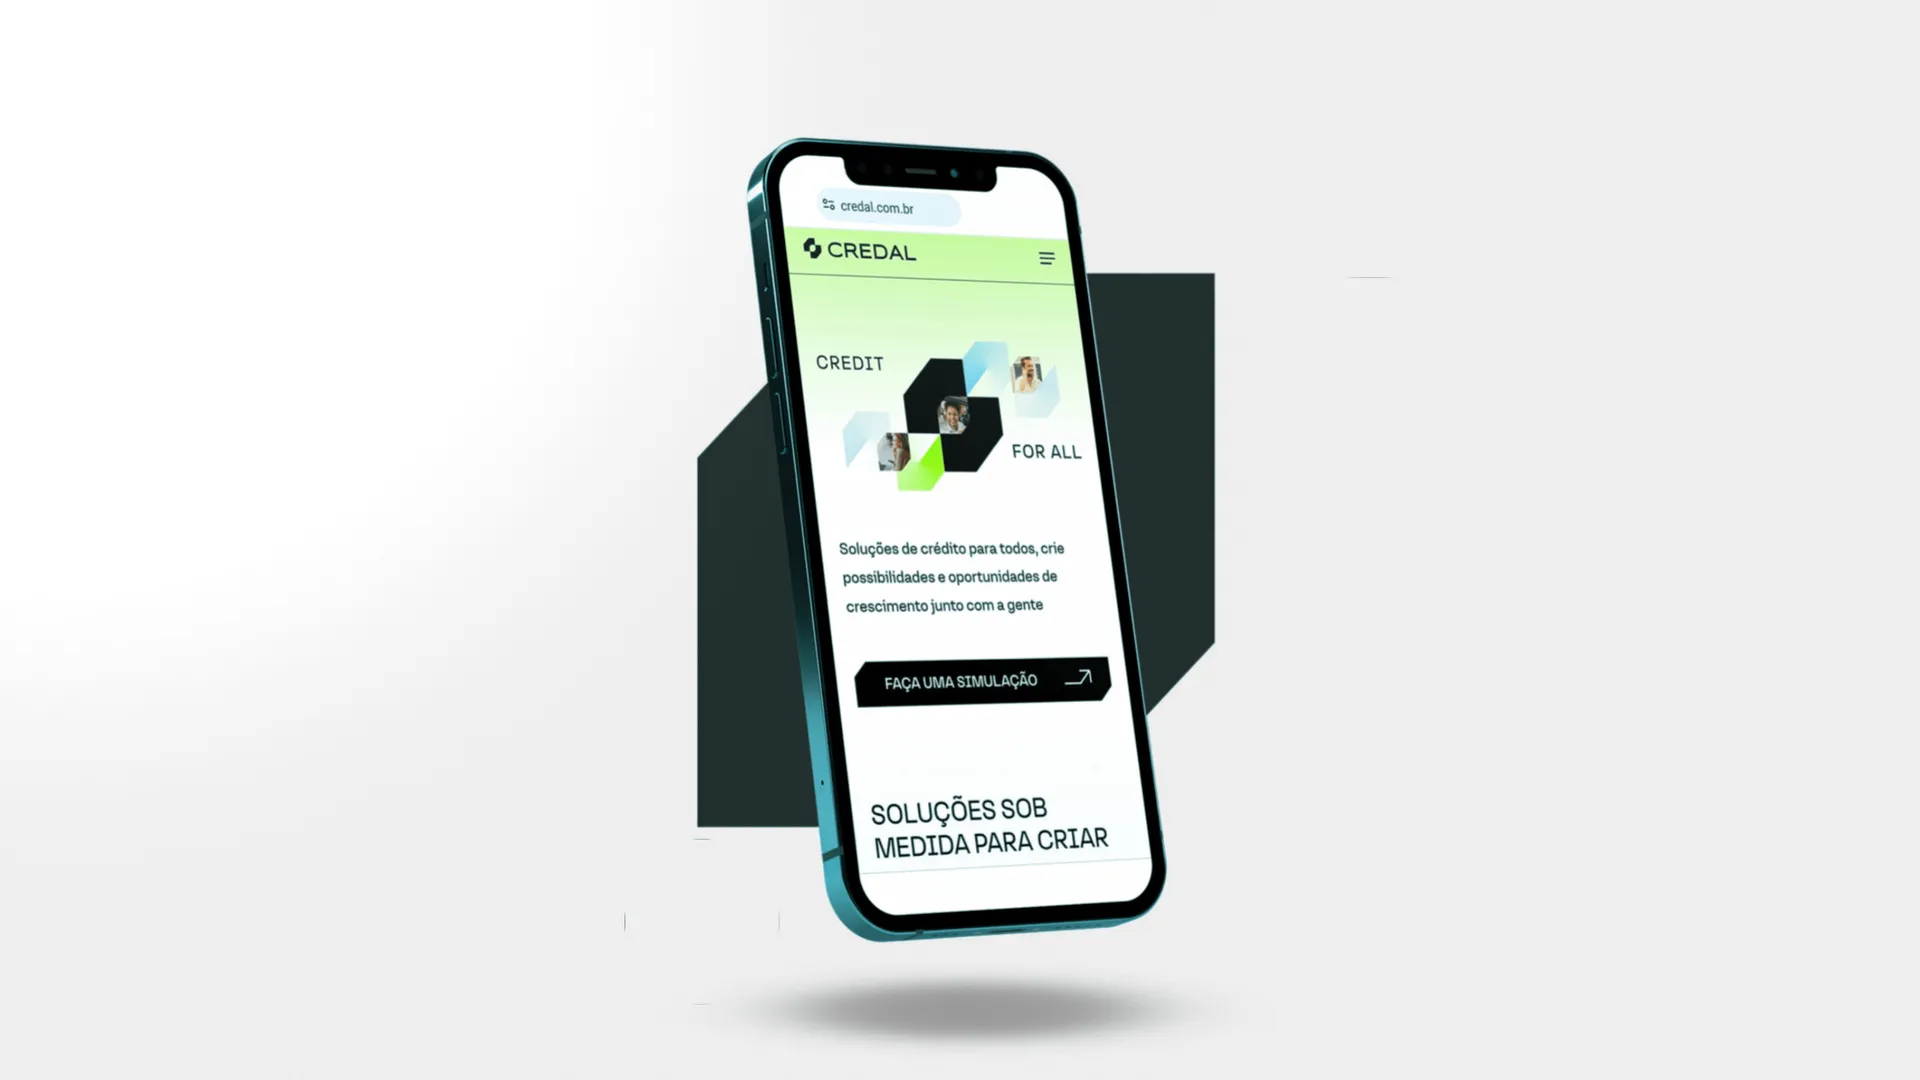 credal.com.br
CREDAL
CREDIT
FOR ALL
Soluções de crédito para todos, crie
possibilidades e oportunidades de
crescimento junto com a gente
FAÇA UMA SIMULAÇÃO
SOLUÇÕES SOB
MEDIDA PARA CRIAR